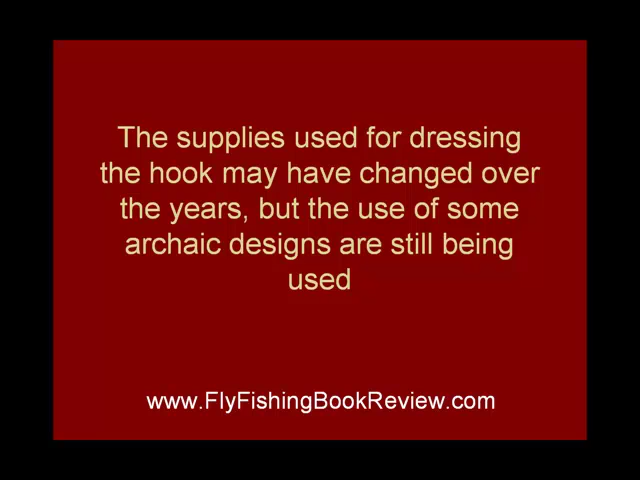 The supplies used for dressing
the hook may have changed over
the years, but the use of some
archaic designs are still being
used
www.FlyFishingBookReview.com